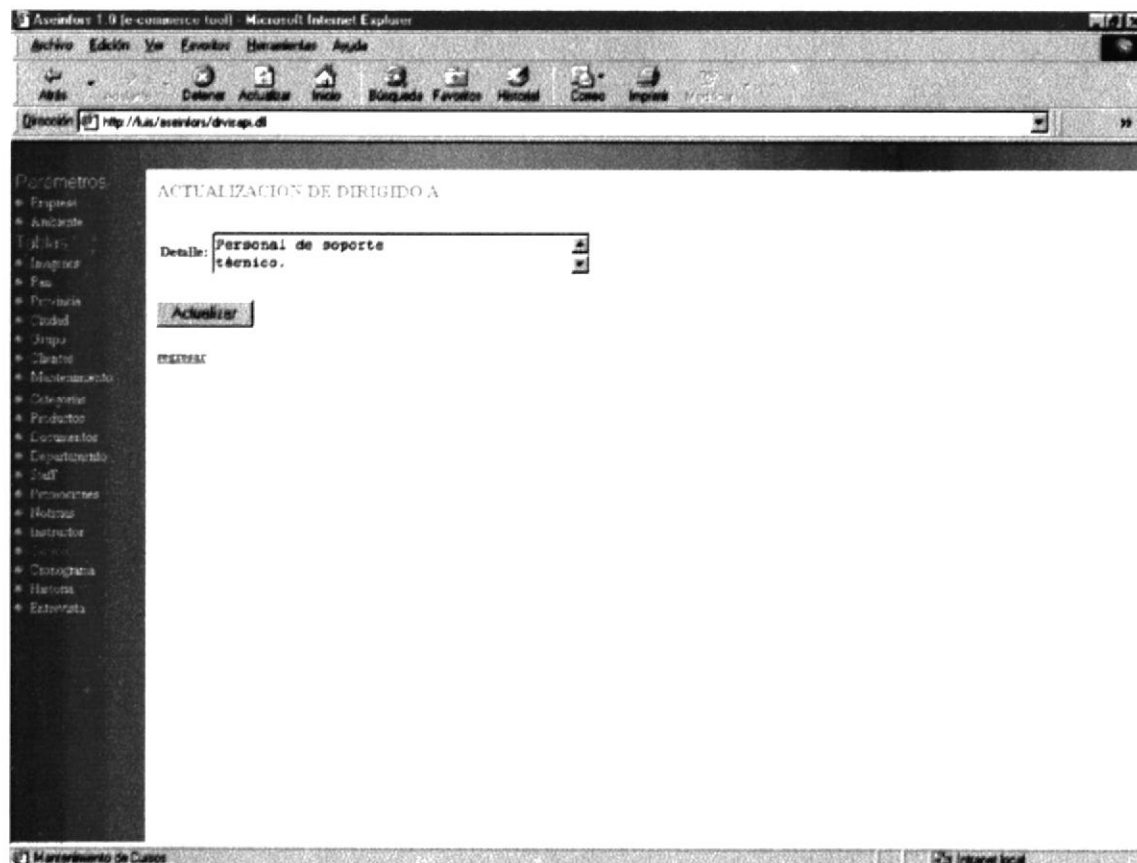 Aseinfors 1.0 [e-commerce tool] - Microsoft Internet Explorer
Archivo Edición Ver Favoritos Herramientas Ayuda
Atrás Detener Actualizar Inicio Búsqueda Favoritos Historial Correo Imprimir
Dirección http://luis/aseinfors/drvisapi.dll
Parámetros
Empresa
Ambiente
Tablas
Imagenes
Pais
Provincia
Ciudad
Grupo
Clientes
Mantenimiento
Categorias
Productos
Documentos
Departamento
Staff
Promociones
Noticias
Instructor
Cronograma
Historia
Entrevista
ACTUALIZACION DE DIRIGIDO A
Detalle: Personal de soporte
técnico.
Actualizar
regresar
Mantenimiento de Cursos Intranet local